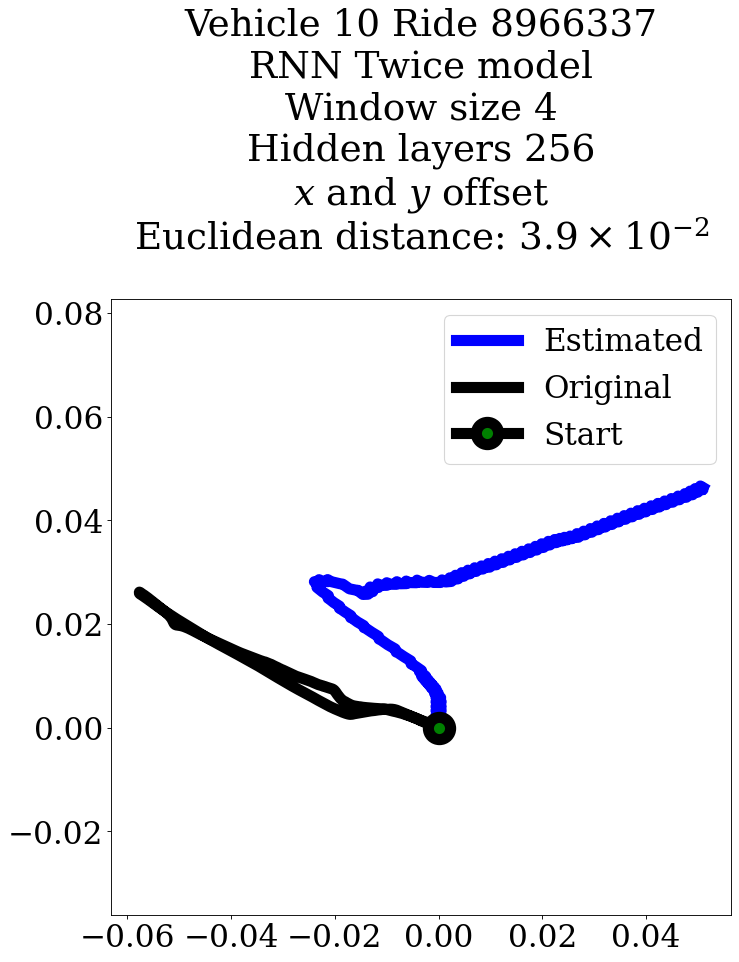 Vehicle 10 Ride 8966337
RNN Twice model
Window size 4
Hidden layers 256
x and y offset
Euclidean distance: 3.9 × 10⁻²
0.08
0.06
0.04
0.02
0.00
−0.02
Estimated
Original
Start
−0.06 −0.04 −0.02 0.00 0.02 0.04